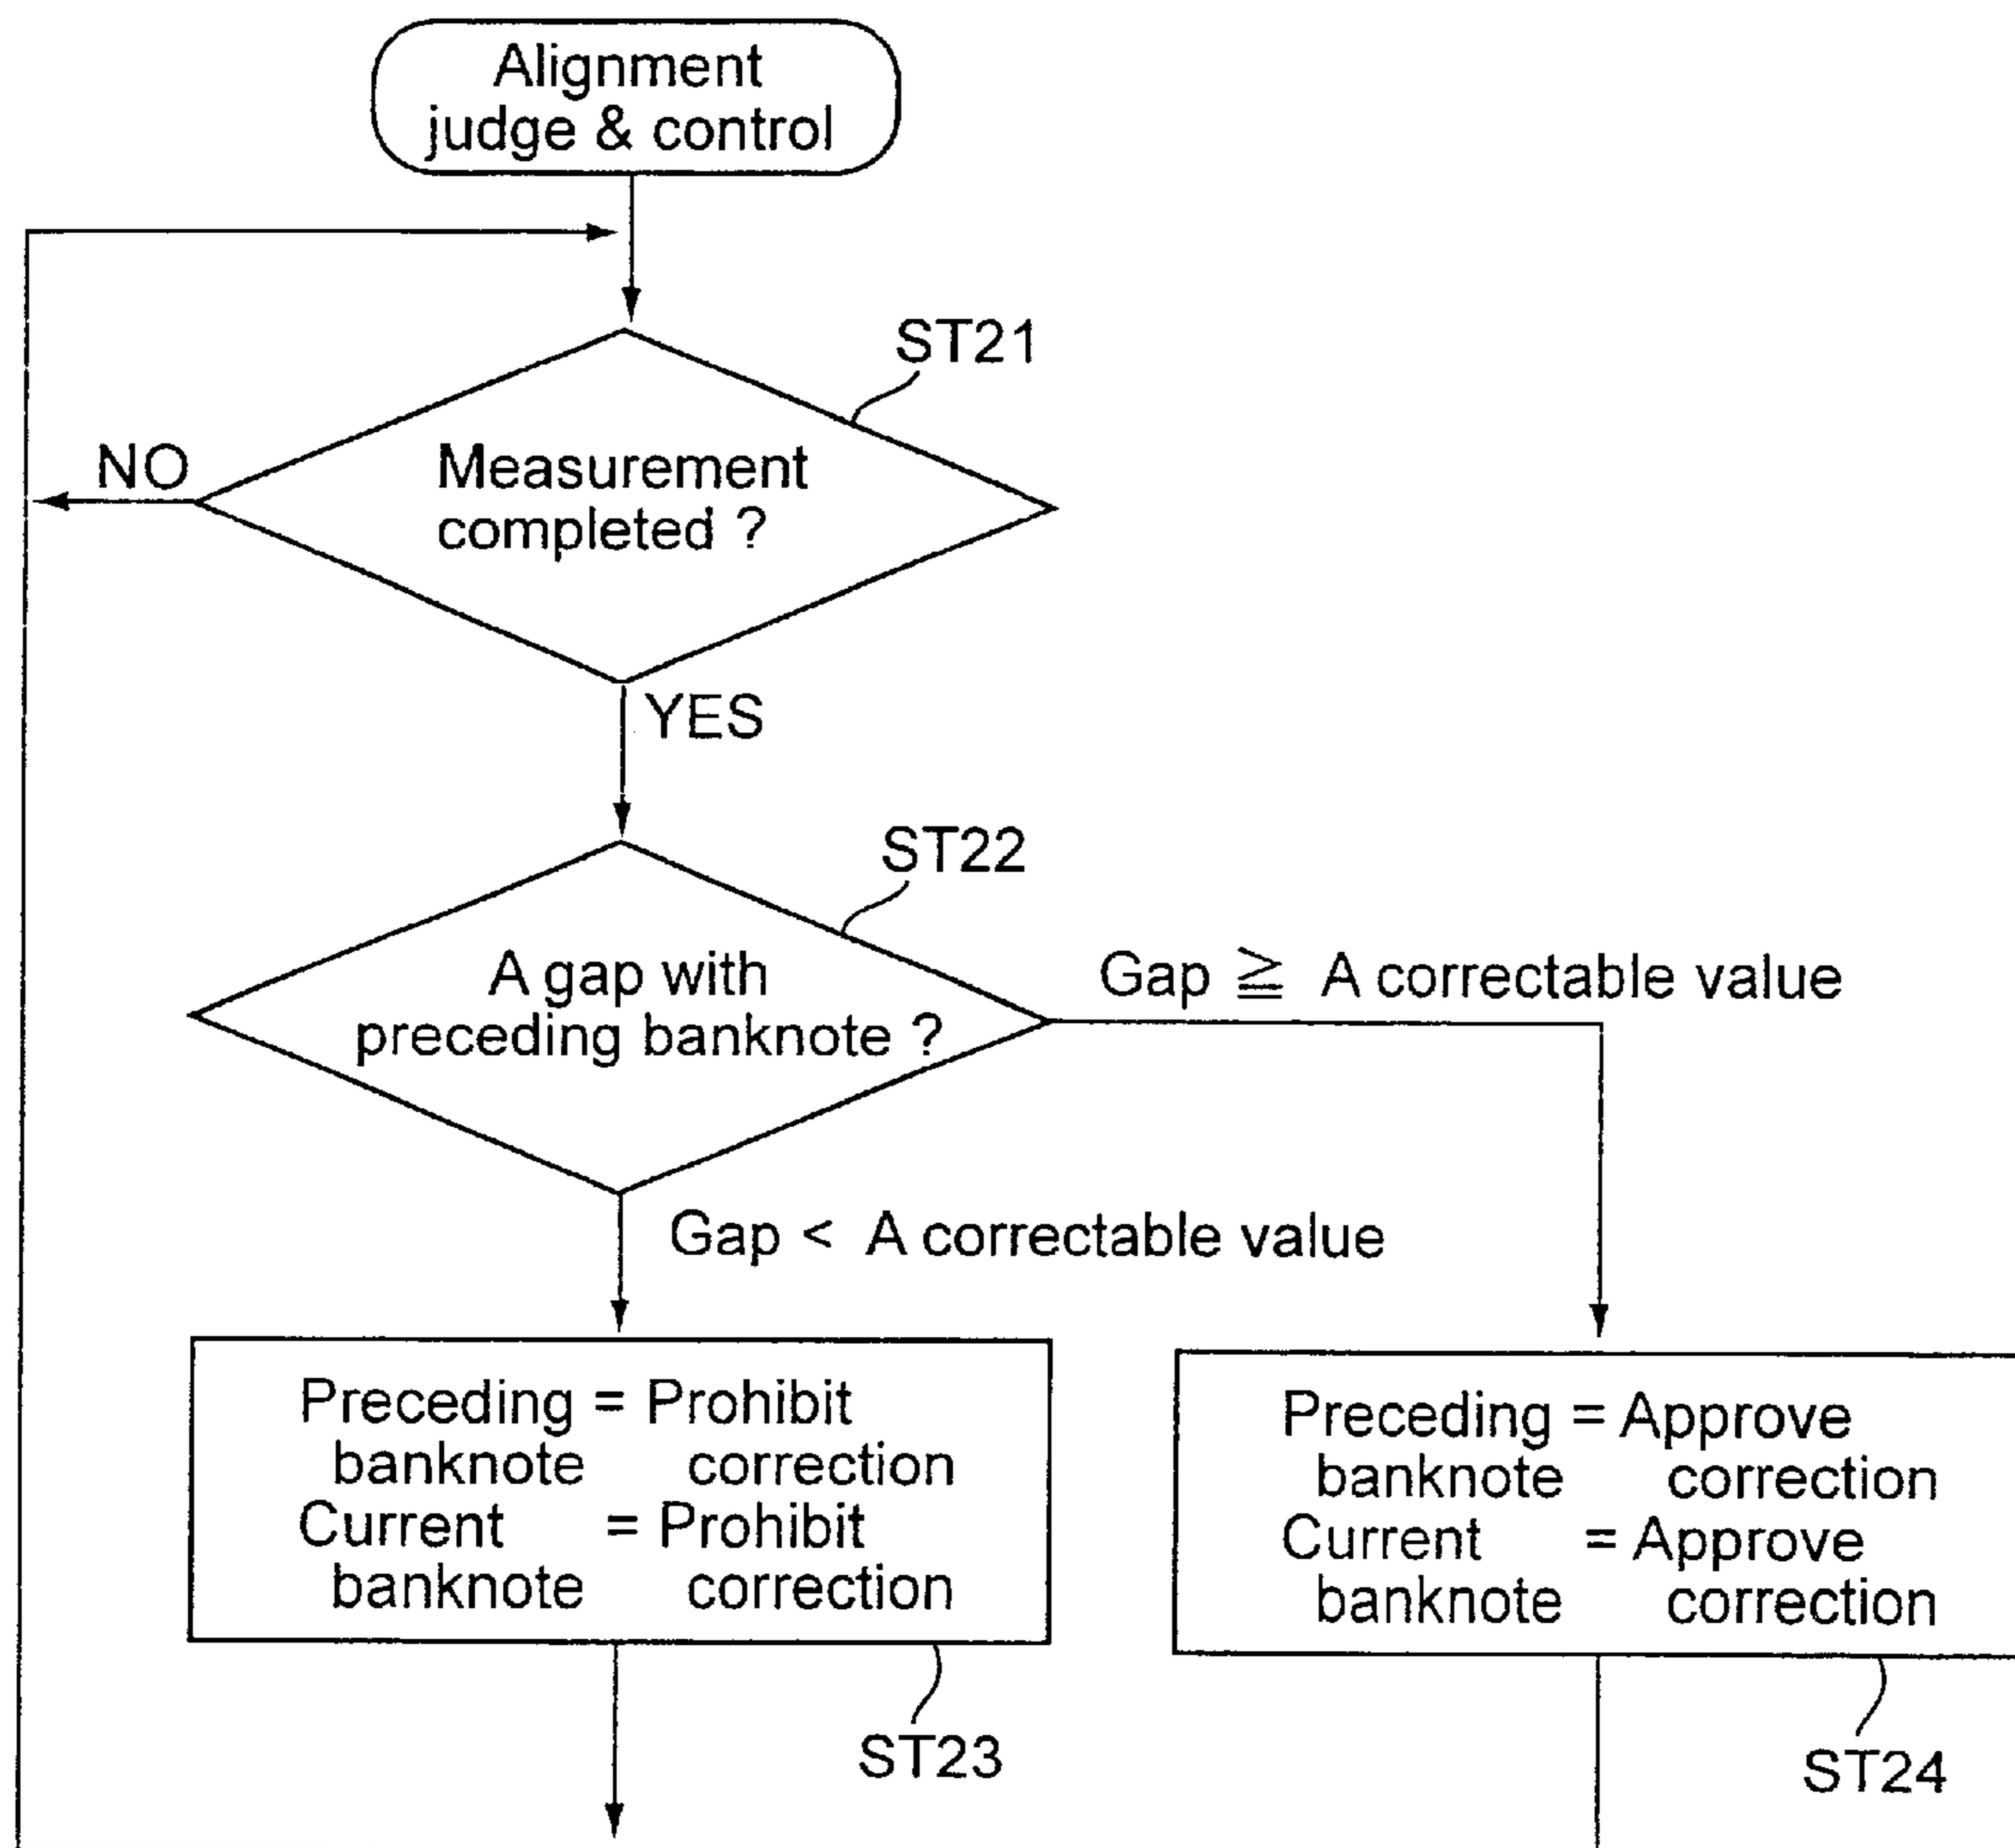 Alignment
judge & control
ST21
NO
Measurement
completed ?
YES
ST22
A gap with
preceding banknote ?
Gap ≧ A correctable value
Gap < A correctable value
Preceding = Prohibit
banknote correction
Current = Prohibit
banknote correction
Preceding = Approve
banknote correction
Current = Approve
banknote correction
ST23
ST24